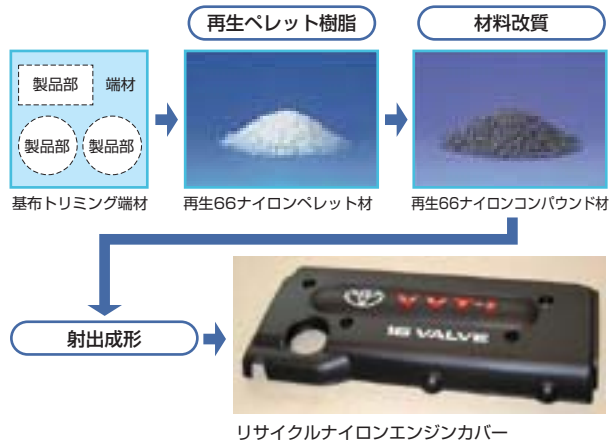 再生ペレット樹脂
材料改質
製品部
端材
製品部
製品部
基布トリミング端材
再生66ナイロンペレット材
再生66ナイロンコンパウンド材
射出成形
VVT-i
16 VALVE
リサイクルナイロンエンジンカバー